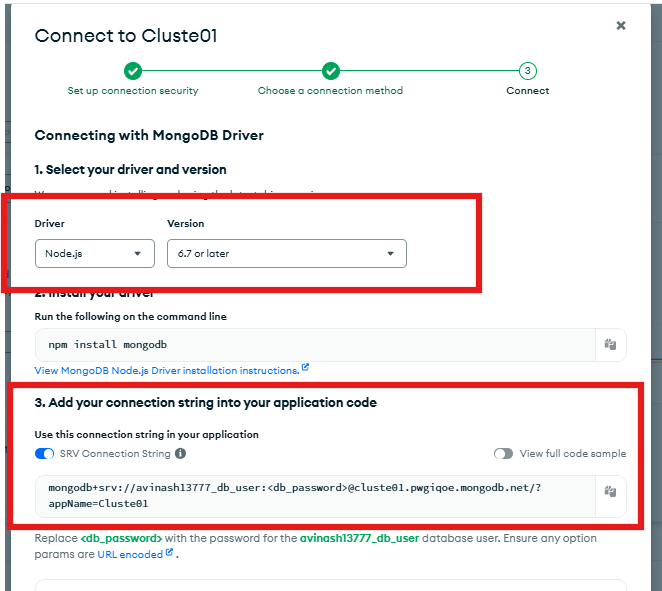 Connect to Cluste01
Set up connection security
Choose a connection method
3
Connect
Connecting with MongoDB Driver
1. Select your driver and version
Driver
Version
Node.js
6.7 or later
2. Install your driver
Run the following on the command line
npm install mongodb
View MongoDB Node.js Driver installation instructions.
3. Add your connection string into your application code
Use this connection string in your application
SRV Connection String
View full code sample
mongodb+srv://avinash13777_db_user:<db_password>@cluste01.pwgiqoe.mongodb.net/?
appName=Cluste01
Replace <db_password> with the password for the avinash13777_db_user database user. Ensure any option
params are URL encoded .